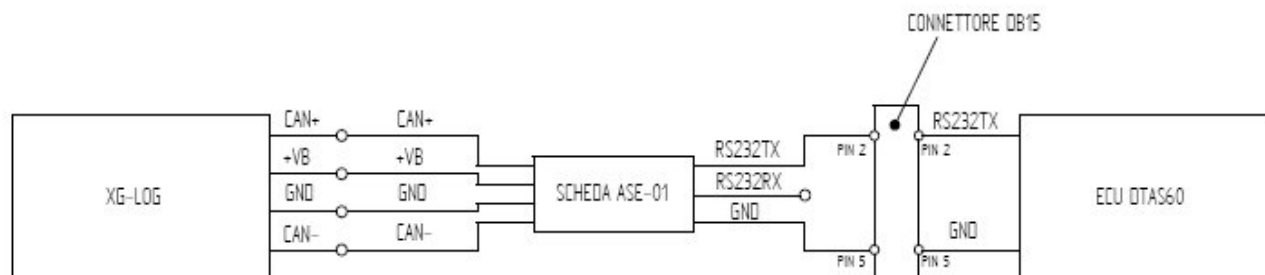 CONNETTORE DB15
CAN+
CAN+
RS232TX
+VB
+VB
RS232TX
PIN 2
PIN 2
XG-LOG
GND
GND
SCHEDA ASE-01
RS232RX
ECU DTAS60
GND
CAN-
CAN-
GND
PIN 5
PIN 5